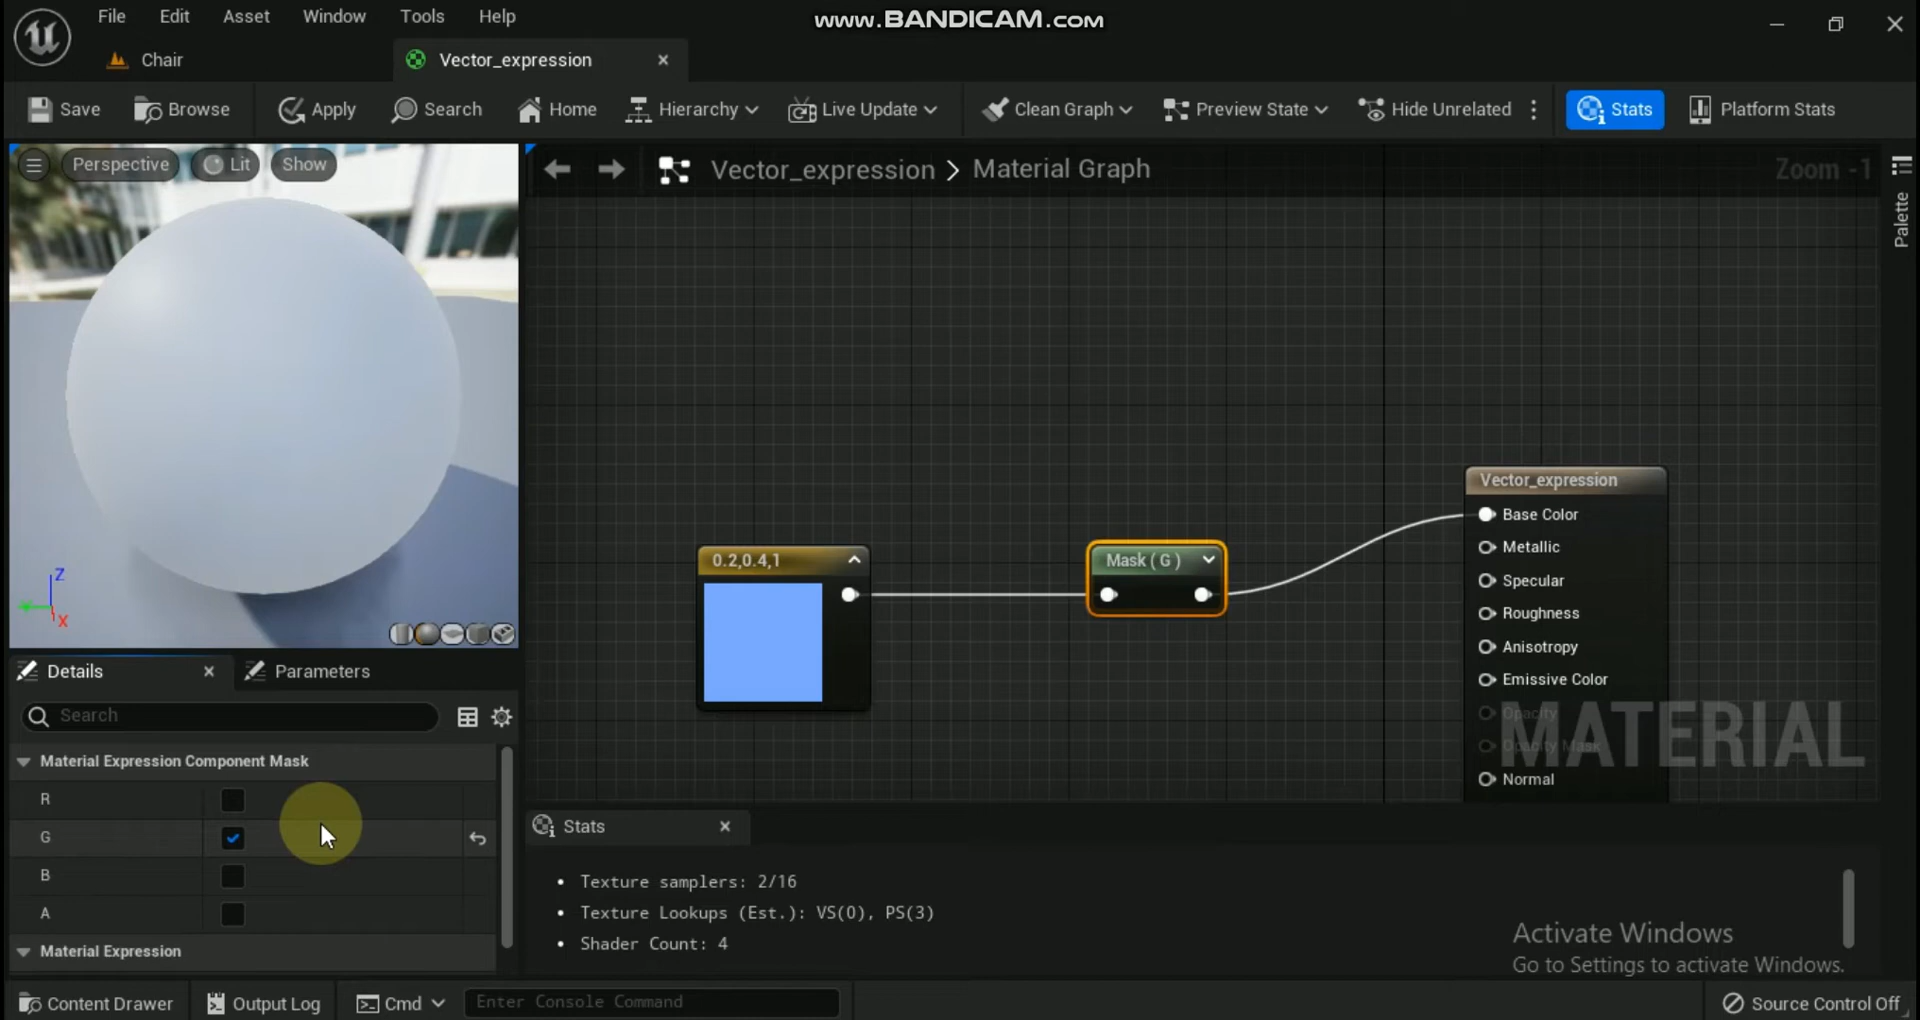 File Edit Asset Window Tools Help
www.BANDICAM.com
Chair
Vector_expression
Save Browse Apply Search Home Hierarchy Live Update Clean Graph Preview State Hide Unrelated Stats Platform Stats
Perspective Lit Show
Vector_expression > Material Graph
Zoom -1
Palette
0.2,0.4,1
Mask ( G )
Vector_expression
Base Color
Metallic
Specular
Roughness
Anisotropy
Emissive Color
Opacity
Opacity Mask
Normal
MATERIAL
Z
X
Details
Parameters
Search
Material Expression Component Mask
R
G
B
A
Material Expression
Stats
• Texture samplers: 2/16
• Texture Lookups (Est.): VS(0), PS(3)
• Shader Count: 4
Activate Windows
Go to Settings to activate Windows.
Content Drawer Output Log Cmd Enter Console Command Source Control Off